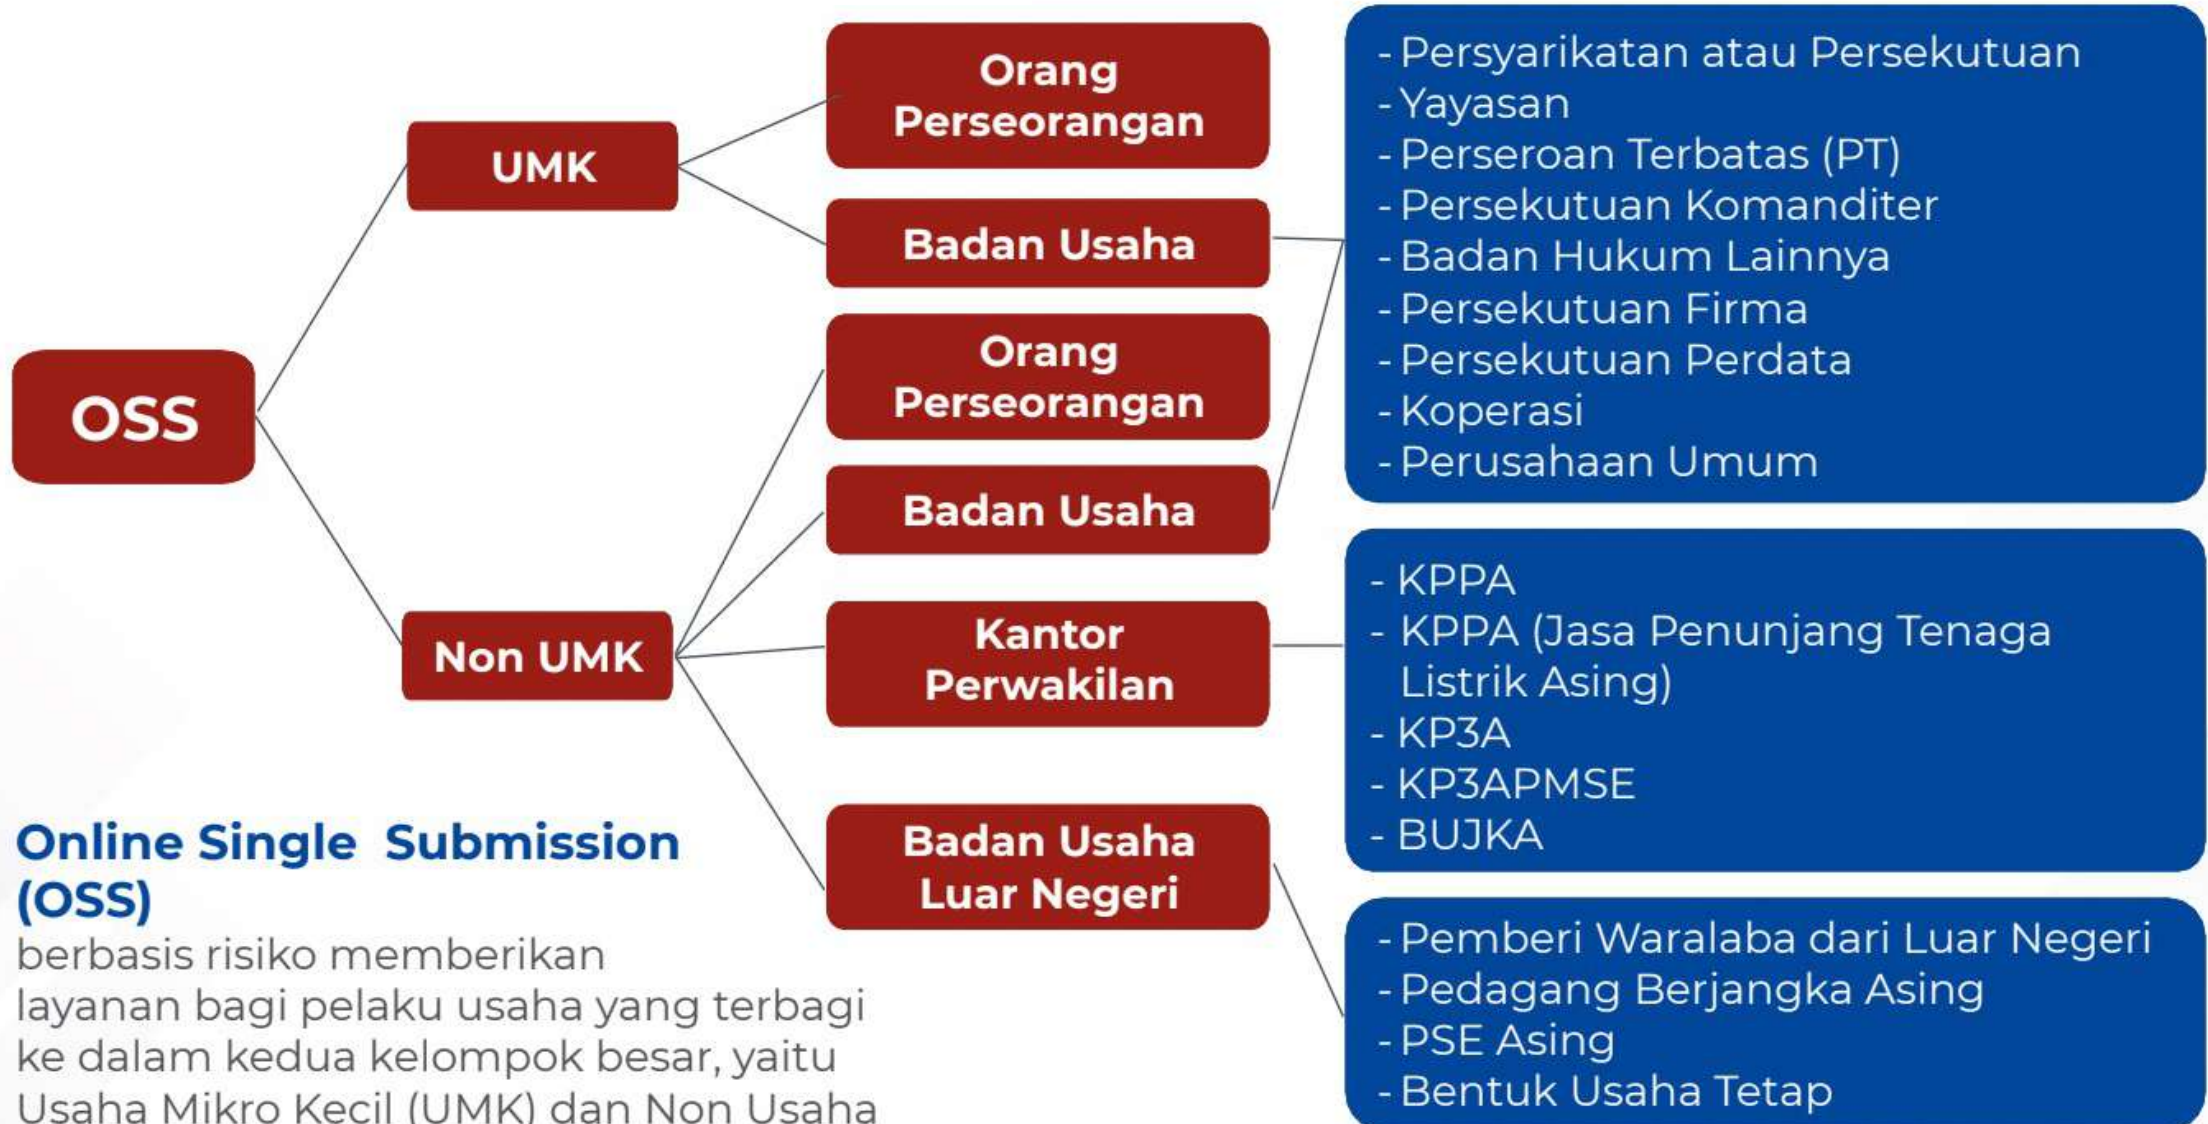 OSS
UMK
Non UMK
Orang
Perseorangan
Badan Usaha
Orang
Perseorangan
Badan Usaha
Kantor
Perwakilan
Badan Usaha
Luar Negeri
- Persyarikatan atau Persekutuan
- Yayasan
- Perseroan Terbatas (PT)
- Persekutuan Komanditer
- Badan Hukum Lainnya
- Persekutuan Firma
- Persekutuan Perdata
- Koperasi
- Perusahaan Umum
- KPPA
- KPPA (Jasa Penunjang Tenaga
Listrik Asing)
- KP3A
- KP3APMSE
- BUJKA
- Pemberi Waralaba dari Luar Negeri
- Pedagang Berjangka Asing
- PSE Asing
- Bentuk Usaha Tetap
Online Single Submission
(OSS)
berbasis risiko memberikan
layanan bagi pelaku usaha yang terbagi
ke dalam kedua kelompok besar, yaitu
Usaha Mikro Kecil (UMK) dan Non Usaha